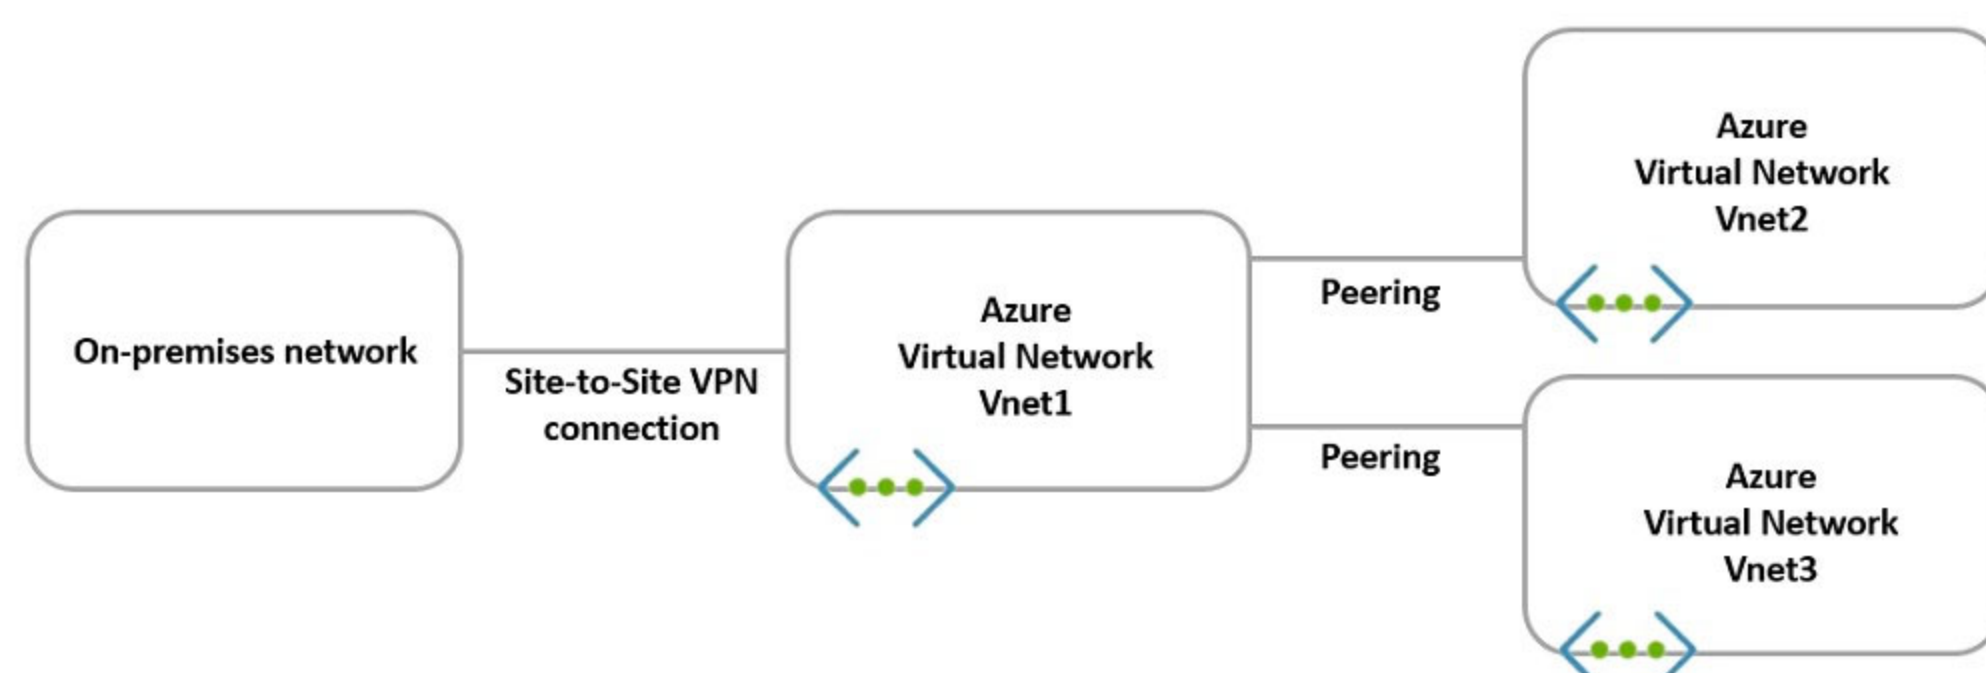 On-premises network
Site-to-Site VPN
connection
Azure
Virtual Network
Vnet1
Peering
Peering
Azure
Virtual Network
Vnet2
Azure
Virtual Network
Vnet3